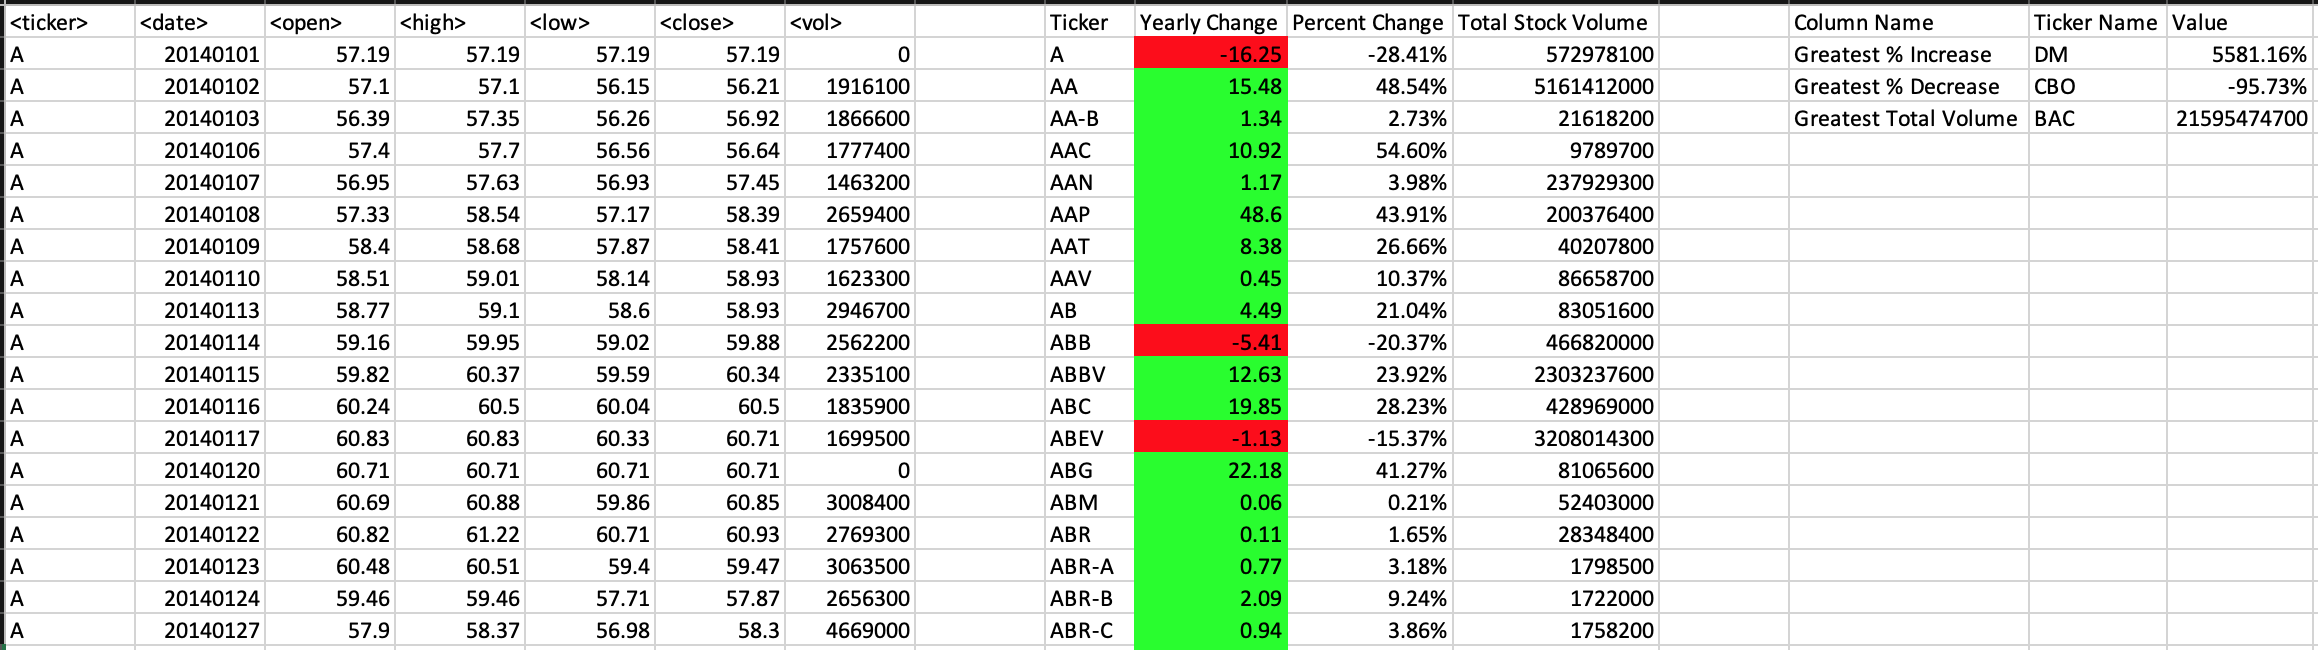 <ticker> <date> <open> <high> <low> <close> <vol> Ticker Yearly Change Percent Change Total Stock Volume Column Name Ticker Name Value
A 20140101 57.19 57.19 57.19 57.19 0 A -16.25 -28.41% 572978100 Greatest % Increase DM 5581.16%
A 20140102 57.1 57.1 56.15 56.21 1916100 AA 15.48 48.54% 5161412000 Greatest % Decrease CBO -95.73%
A 20140103 56.39 57.35 56.26 56.92 1866600 AA-B 1.34 2.73% 21618200 Greatest Total Volume BAC 21595474700
A 20140106 57.4 57.7 56.56 56.64 1777400 AAC 10.92 54.60% 9789700
A 20140107 56.95 57.63 56.93 57.45 1463200 AAN 1.17 3.98% 237929300
A 20140108 57.33 58.54 57.17 58.39 2659400 AAP 48.6 43.91% 200376400
A 20140109 58.4 58.68 57.87 58.41 1757600 AAT 8.38 26.66% 40207800
A 20140110 58.51 59.01 58.14 58.93 1623300 AAV 0.45 10.37% 86658700
A 20140113 58.77 59.1 58.6 58.93 2946700 AB 4.49 21.04% 83051600
A 20140114 59.16 59.95 59.02 59.88 2562200 ABB -5.41 -20.37% 466820000
A 20140115 59.82 60.37 59.59 60.34 2335100 ABBV 12.63 23.92% 2303237600
A 20140116 60.24 60.5 60.04 60.5 1835900 ABC 19.85 28.23% 428969000
A 20140117 60.83 60.83 60.33 60.71 1699500 ABEV -1.13 -15.37% 3208014300
A 20140120 60.71 60.71 60.71 60.71 0 ABG 22.18 41.27% 81065600
A 20140121 60.69 60.88 59.86 60.85 3008400 ABM 0.06 0.21% 52403000
A 20140122 60.82 61.22 60.71 60.93 2769300 ABR 0.11 1.65% 28348400
A 20140123 60.48 60.51 59.4 59.47 3063500 ABR-A 0.77 3.18% 1798500
A 20140124 59.46 59.46 57.71 57.87 2656300 ABR-B 2.09 9.24% 1722000
A 20140127 57.9 58.37 56.98 58.3 4669000 ABR-C 0.94 3.86% 1758200